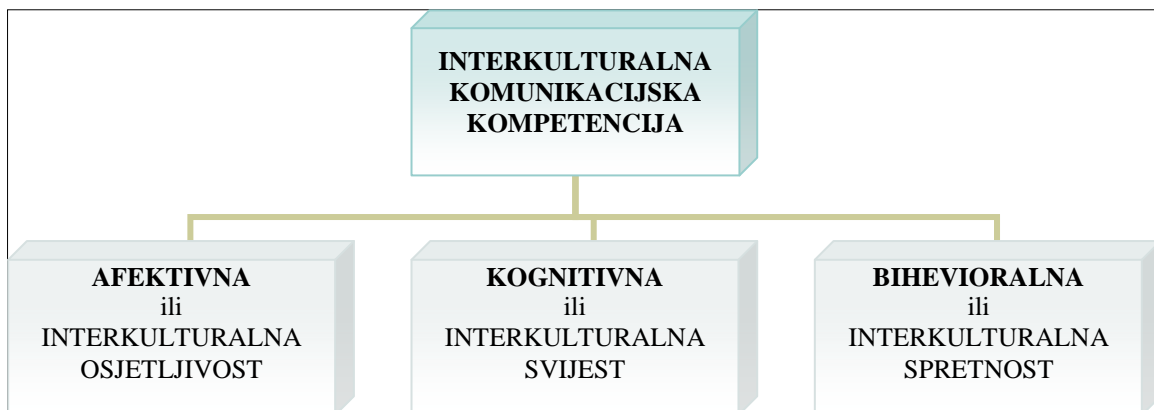 INTERKULTURALNA
KOMUNIKACIJSKA
KOMPETENCIJA
AFEKTIVNA
ili
INTERKULTURALNA
OSJETLJIVOST
KOGNITIVNA
ili
INTERKULTURALNA
SVIJEST
BIHEVIORALNA
ili
INTERKULTURALNA
SPRETNOST